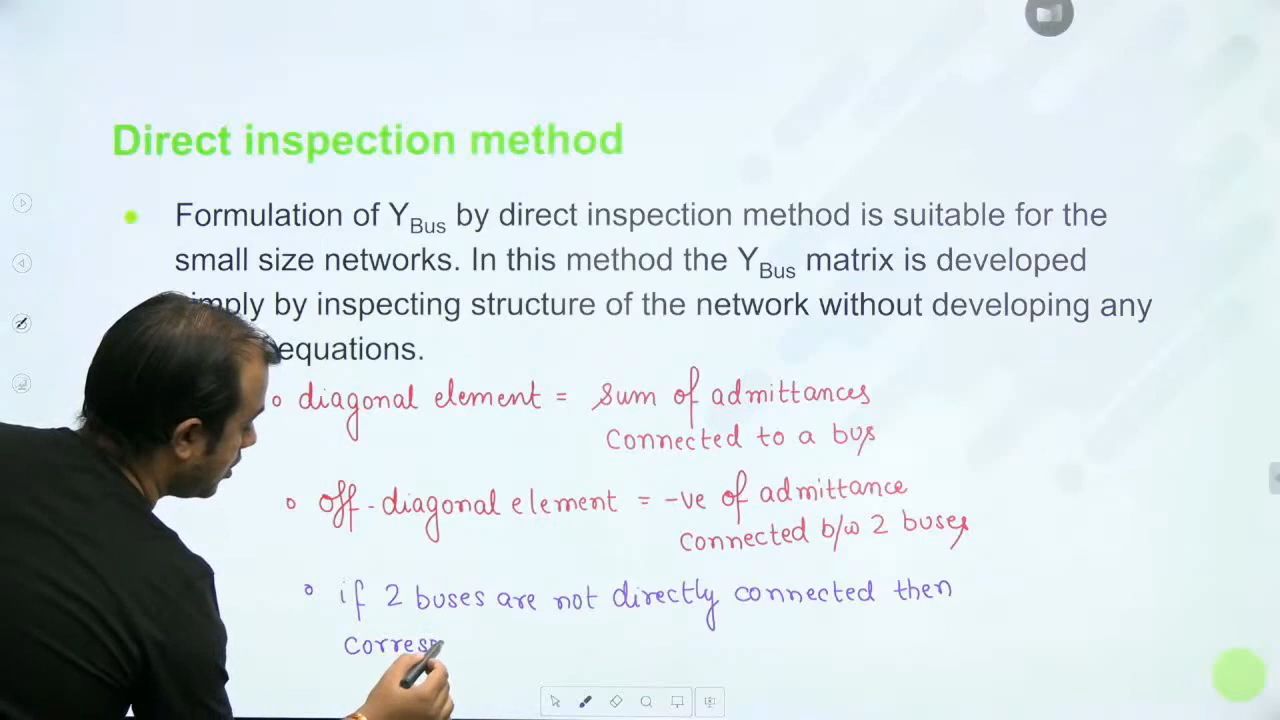 Direct inspection method
Formulation of YBus by direct inspection method is suitable for the
small size networks. In this method the YBus matrix is developed
by inspecting structure of the network without developing any
equations.
diagonal element = sum of admittances
Connected to a bus
off-diagonal element = -ve of admittance
Connected b/w 2 buses
if 2 buses are not directly connected then